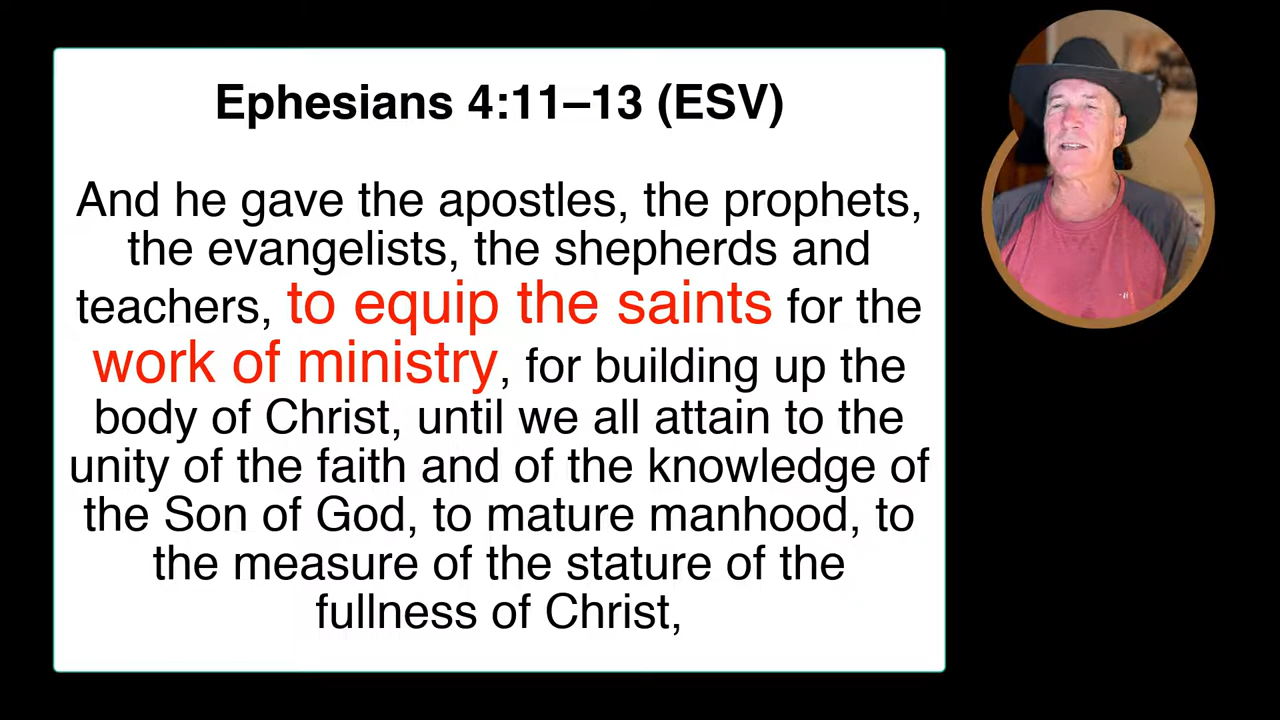 Ephesians 4:11–13 (ESV)
And he gave the apostles, the prophets,
the evangelists, the shepherds and
teachers, to equip the saints for the
work of ministry, for building up the
body of Christ, until we all attain to the
unity of the faith and of the knowledge of
the Son of God, to mature manhood, to
the measure of the stature of the
fullness of Christ,